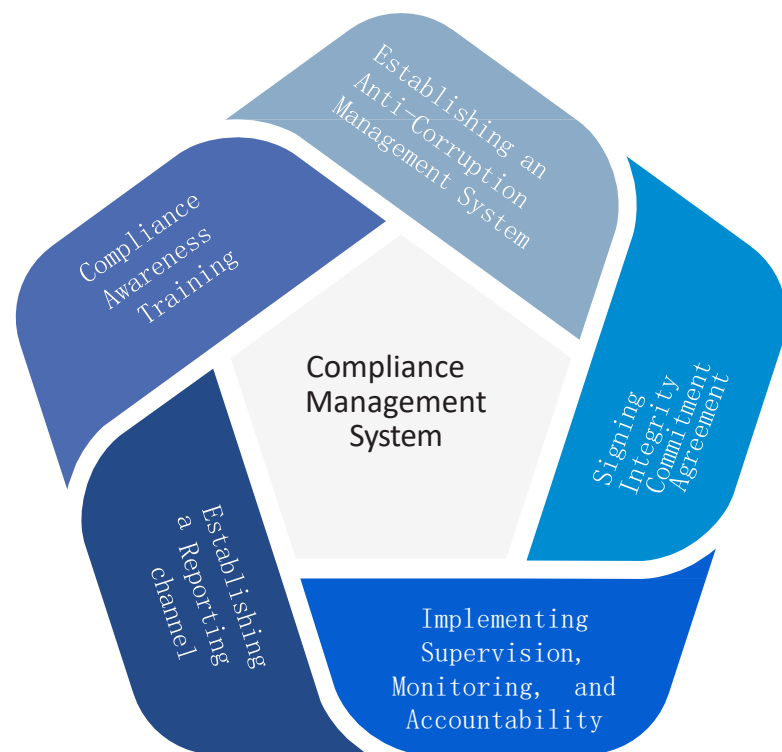 Establishing an
Anti-Corruption
Management System
Compliance
Awareness
Training
Compliance
Management
System
Signing
Integrity
Commitment
Agreement
Establishing
a Reporting
channel
Implementing
Supervision,
Monitoring, and
Accountability